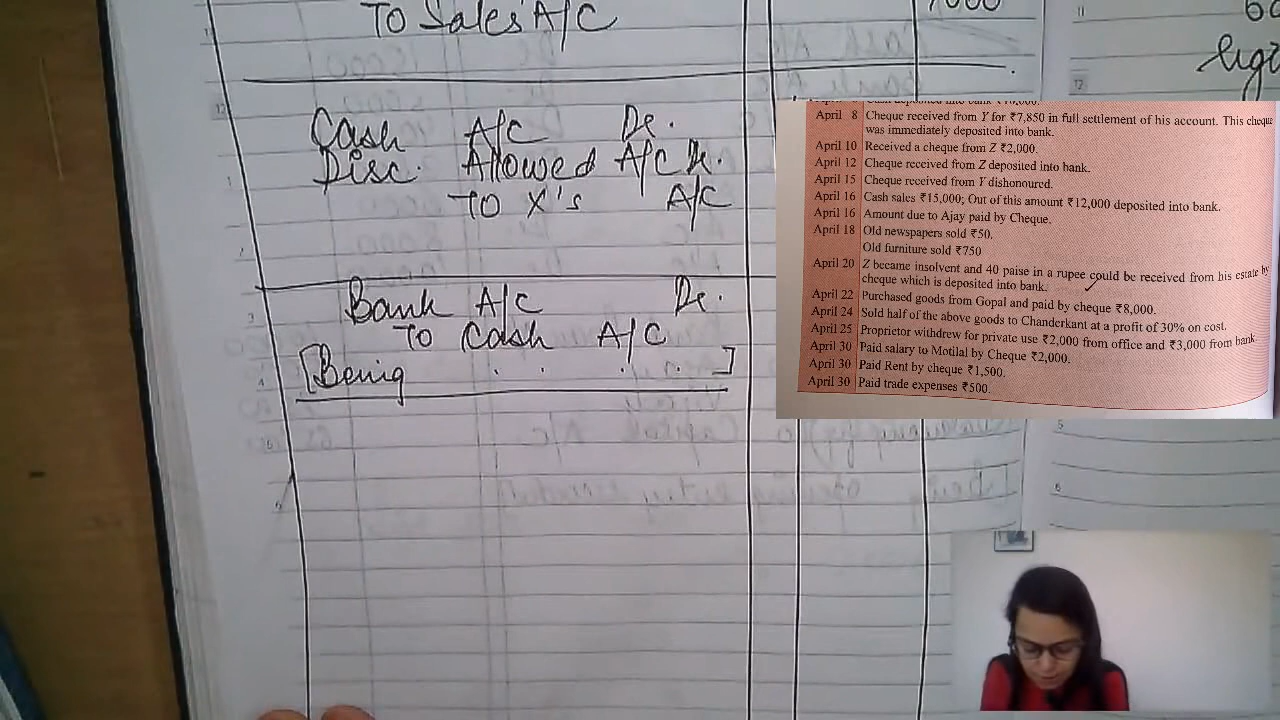 To Sales A/C
7000
11
12
Cash A/C Dr.
Disc. Allowed A/C Dr.
To X's A/C
Bank A/C Dr.
To Cash A/C
[Being . . . . ]
April 8 Cheque received from Y for ₹7,850 in full settlement of his account. This cheque
was immediately deposited into bank.
April 10 Received a cheque from Z ₹2,000.
April 12 Cheque received from Z deposited into bank.
April 15 Cheque received from Y dishonoured.
April 16 Cash sales ₹15,000; Out of this amount ₹12,000 deposited into bank.
April 16 Amount due to Ajay paid by Cheque.
April 18 Old newspapers sold ₹50.
Old furniture sold ₹750
April 20 Z became insolvent and 40 paise in a rupee could be received from his estate by
cheque which is deposited into bank.
April 22 Purchased goods from Gopal and paid by cheque ₹8,000.
April 24 Sold half of the above goods to Chanderkant at a profit of 30% on cost.
April 25 Proprietor withdrew for private use ₹2,000 from office and ₹3,000 from bank
April 30 Paid salary to Motilal by Cheque ₹2,000.
April 30 Paid Rent by cheque ₹1,500.
April 30 Paid trade expenses ₹500.
5
6